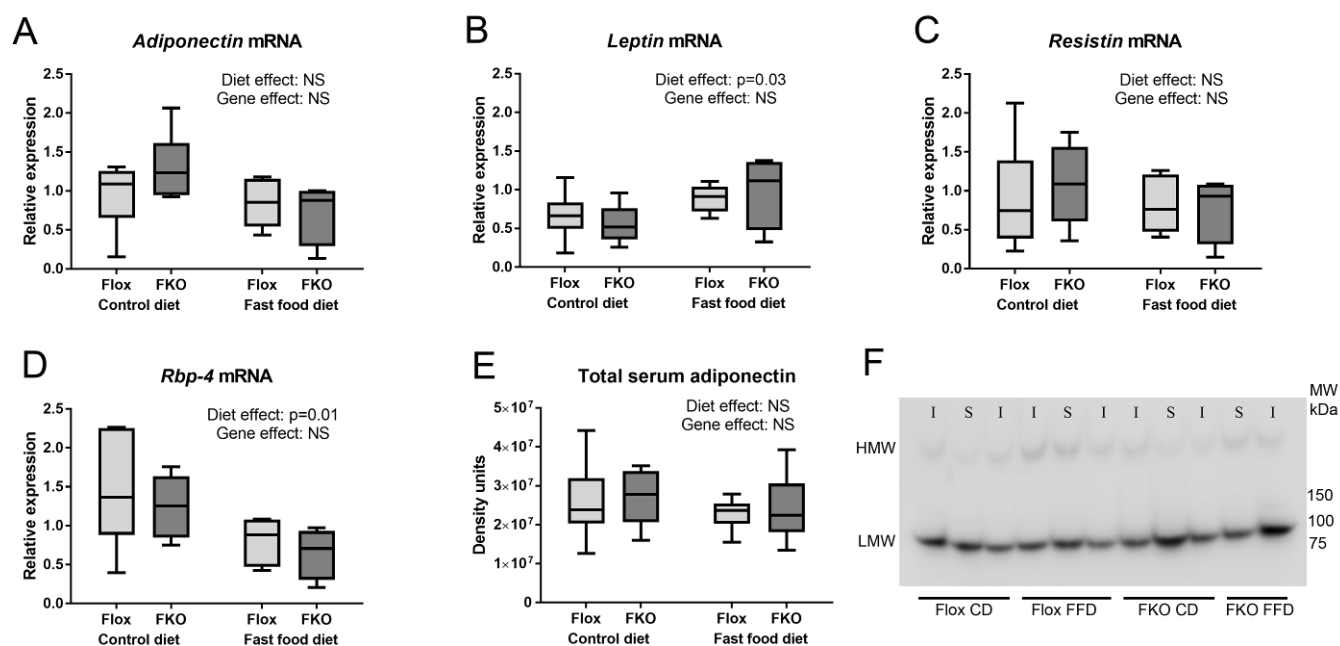 A
Adiponectin mRNA
Diet effect: NS
Gene effect: NS
Relative expression
2.5
2.0
1.5
1.0
0.5
0.0
Flox FKO Flox FKO
Control diet Fast food diet
B
Leptin mRNA
Diet effect: p=0.03
Gene effect: NS
Relative expression
2.5
2.0
1.5
1.0
0.5
0.0
Flox FKO Flox FKO
Control diet Fast food diet
C
Resistin mRNA
Diet effect: NS
Gene effect: NS
Relative expression
2.5
2.0
1.5
1.0
0.5
0.0
Flox FKO Flox FKO
Control diet Fast food diet
D
Rbp-4 mRNA
Diet effect: p=0.01
Gene effect: NS
Relative expression
2.5
2.0
1.5
1.0
0.5
0.0
Flox FKO Flox FKO
Control diet Fast food diet
E
Total serum adiponectin
Diet effect: NS
Gene effect: NS
Density units
5×10⁷
4×10⁷
3×10⁷
2×10⁷
1×10⁷
0
Flox FKO Flox FKO
Control diet Fast food diet
F
MW
kDa
I S I I S I I S I S I
HMW
150
100
LMW
75
Flox CD Flox FFD FKO CD FKO FFD